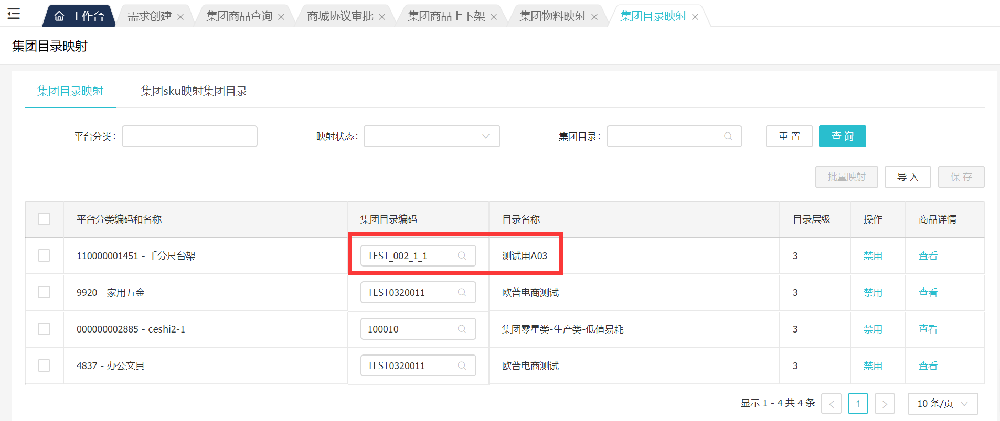 工作台 需求创建 集团商品查询 商城协议审批 集团商品上下架 集团物料映射 集团目录映射
集团目录映射
集团目录映射 集团sku映射集团目录
平台分类: 映射状态: 集团目录: 重置 查询
批量映射 导入 保存
平台分类编码和名称 集团目录编码 目录名称 目录层级 操作 商品详情
110000001451 - 千分尺台架 TEST_002_1_1 测试用A03 3 禁用 查看
9920 - 家用五金 TEST0320011 欧普电商测试 3 禁用 查看
000000002885 - ceshi2-1 100010 集团零星类-生产类-低值易耗 3 禁用 查看
4837 - 办公文具 TEST0320011 欧普电商测试 3 禁用 查看
显示 1 - 4 共 4 条 < 1 > 10 条/页